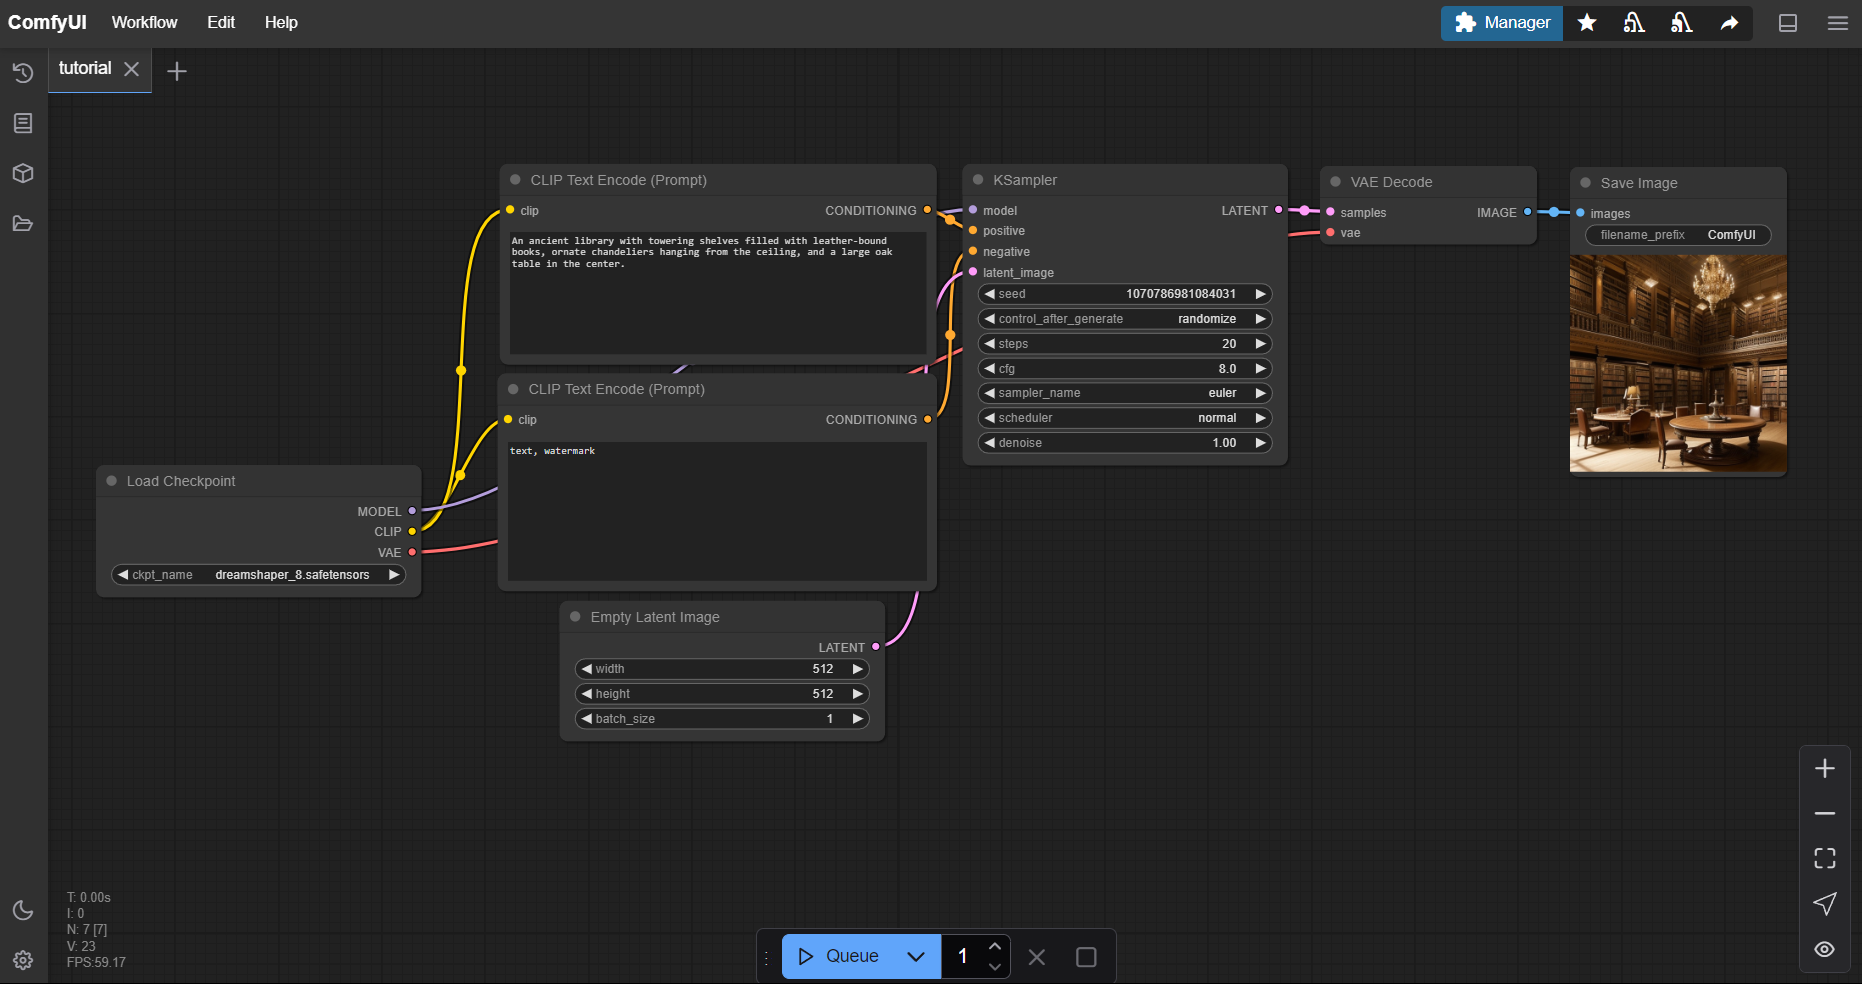 ComfyUI Workflow Edit Help Manager
tutorial
CLIP Text Encode (Prompt)
clip CONDITIONING
An ancient library with towering shelves filled with leather-bound
books, ornate chandeliers hanging from the ceiling, and a large oak
table in the center.
CLIP Text Encode (Prompt)
clip CONDITIONING
text, watermark
Load Checkpoint
MODEL
CLIP
VAE
ckpt_name dreamshaper_8.safetensors
Empty Latent Image
LATENT
width 512
height 512
batch_size 1
KSampler
model LATENT
positive
negative
latent_image
seed 1070786981084031
control_after_generate randomize
steps 20
cfg 8.0
sampler_name euler
scheduler normal
denoise 1.00
VAE Decode
samples IMAGE
vae
Save Image
images
filename_prefix ComfyUI
T: 0.00s
I: 0
N: 7 [7]
V: 23
FPS:59.17
Queue 1